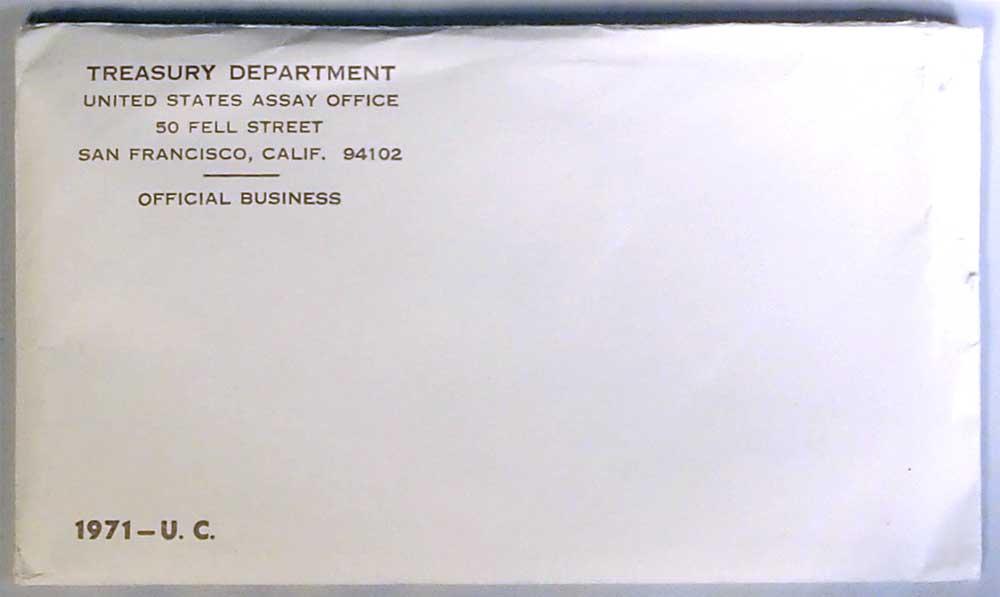 TREASURY DEPARTMENT
UNITED STATES ASSAY OFFICE
50 FELL STREET
SAN FRANCISCO, CALIF. 94102
OFFICIAL BUSINESS
1971–U. C.